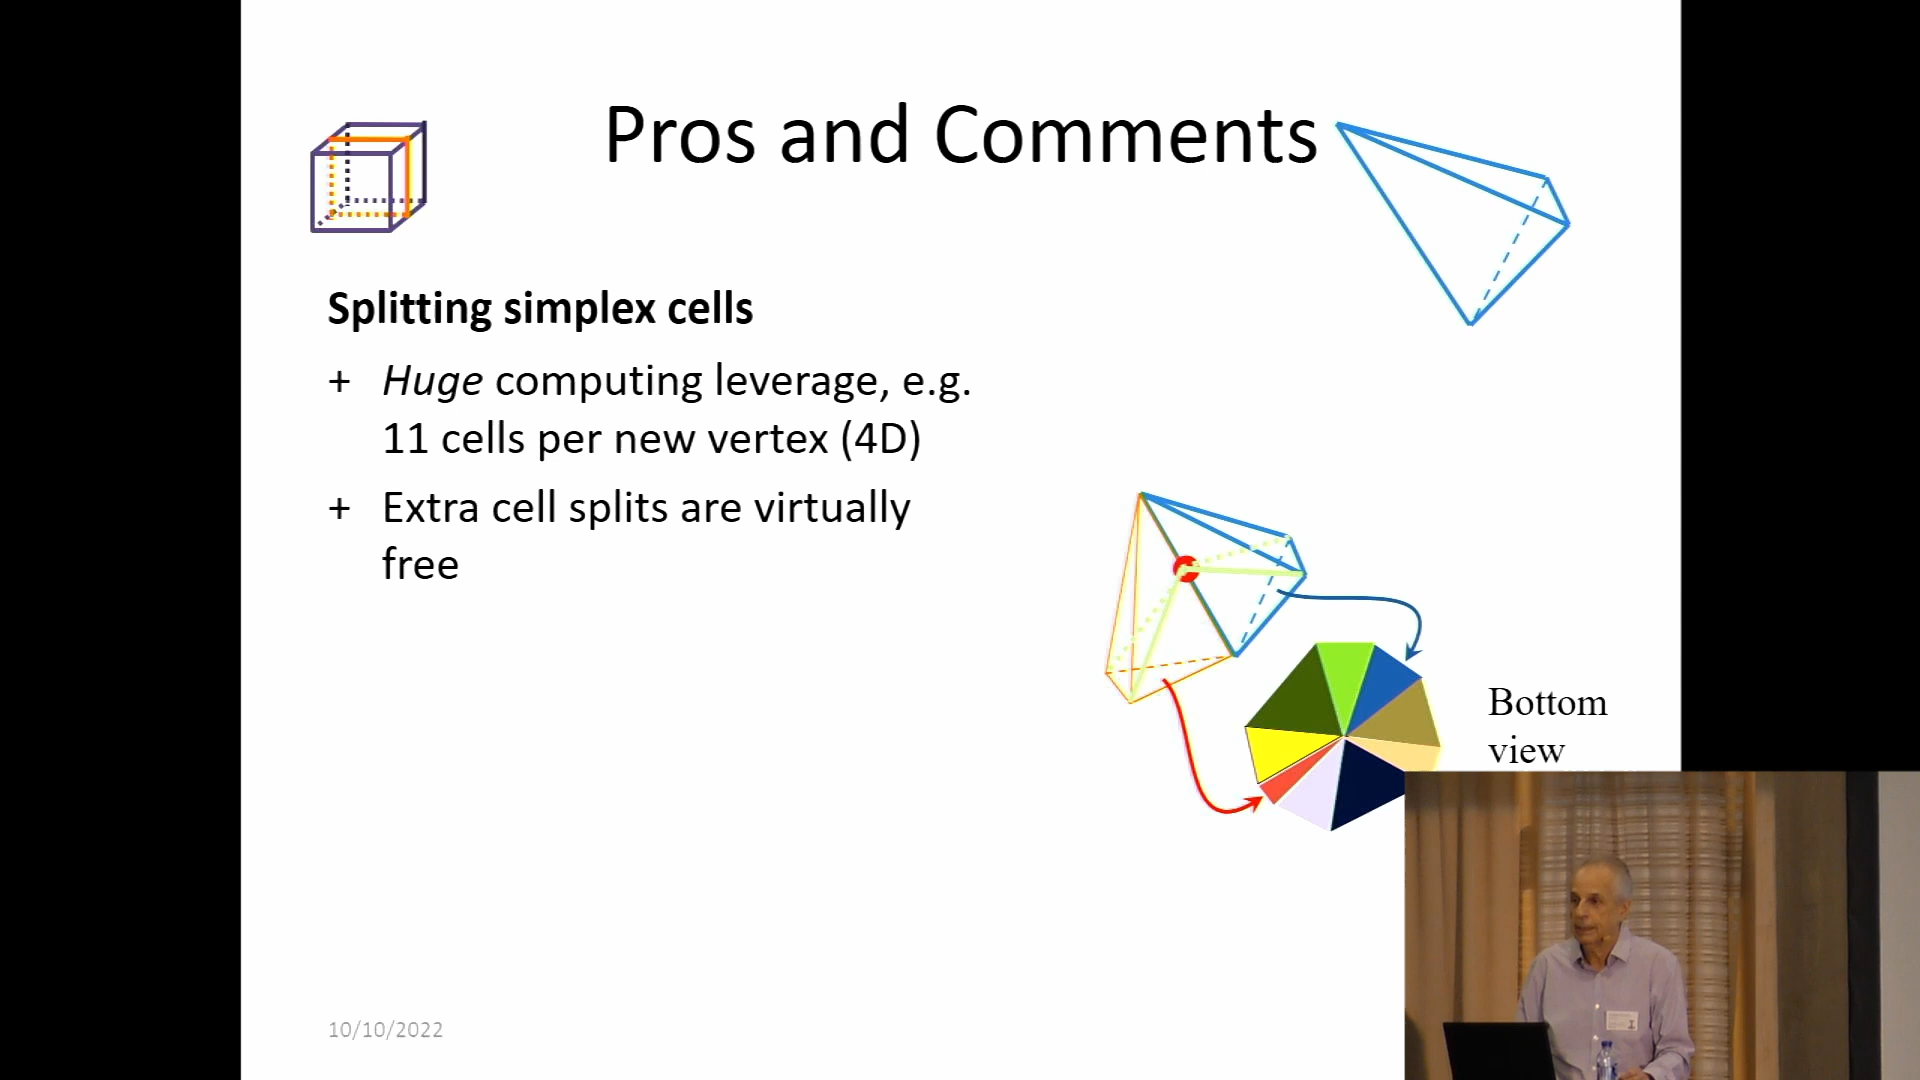 Pros and Comments
Splitting simplex cells
+ Huge computing leverage, e.g.
11 cells per new vertex (4D)
+ Extra cell splits are virtually
free
Bottom
view
10/10/2022